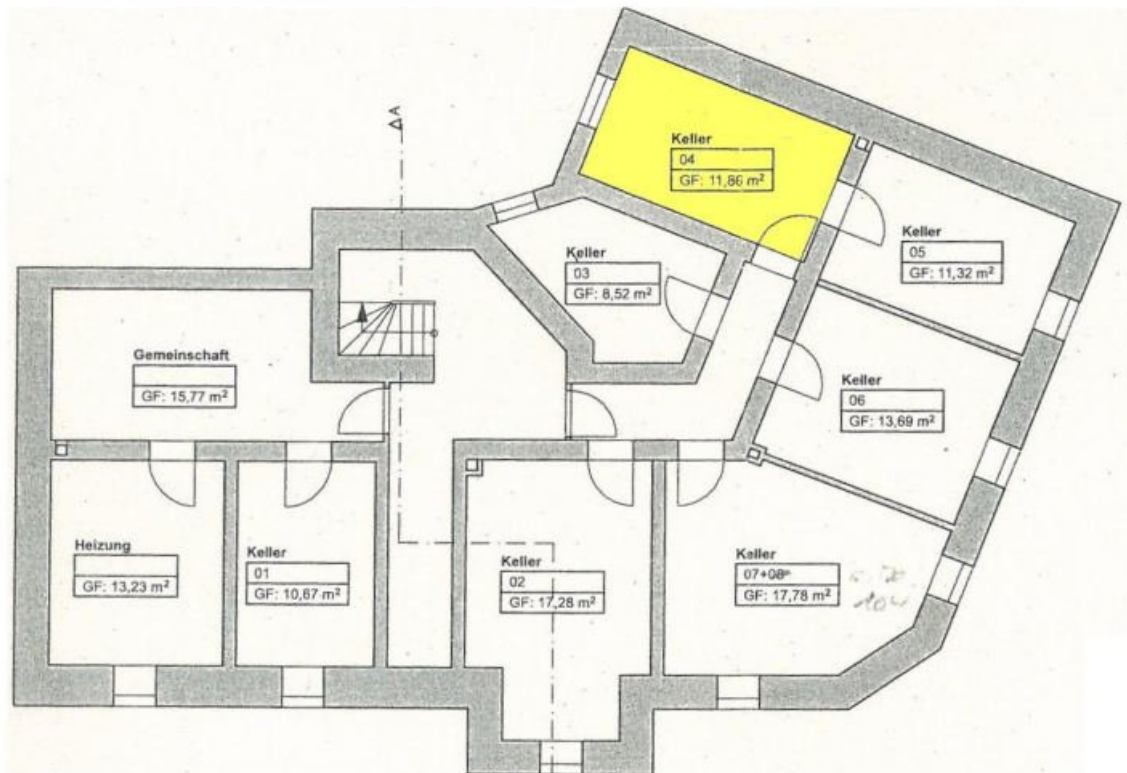 A
Keller
04
GF: 11,86 m²
Keller
05
GF: 11,32 m²
Keller
03
GF: 8,52 m²
Gemeinschaft
GF: 15,77 m²
Keller
06
GF: 13,69 m²
Heizung
GF: 13,23 m²
Keller
01
GF: 10,67 m²
Keller
02
GF: 17,28 m²
Keller
07+08
GF: 17,78 m²